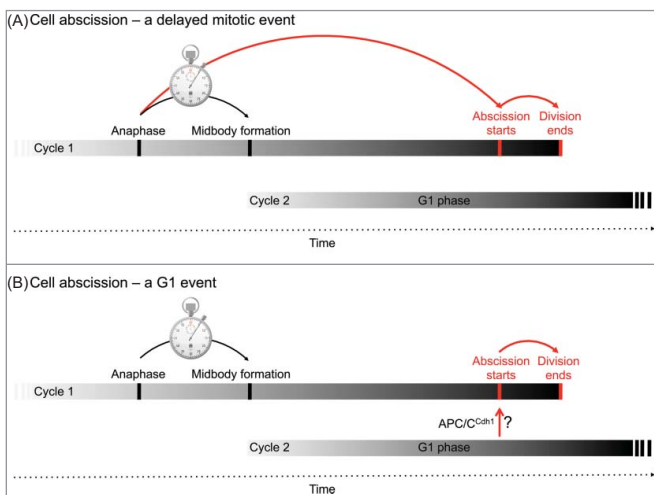 (A) Cell abscission – a delayed mitotic event
Anaphase
Midbody formation
Abscission
starts
Division
ends
Cycle 1
Cycle 2
G1 phase
Time
(B) Cell abscission – a G1 event
Anaphase
Midbody formation
Abscission
starts
Division
ends
Cycle 1
APC/C^Cdh1 ?
Cycle 2
G1 phase
Time